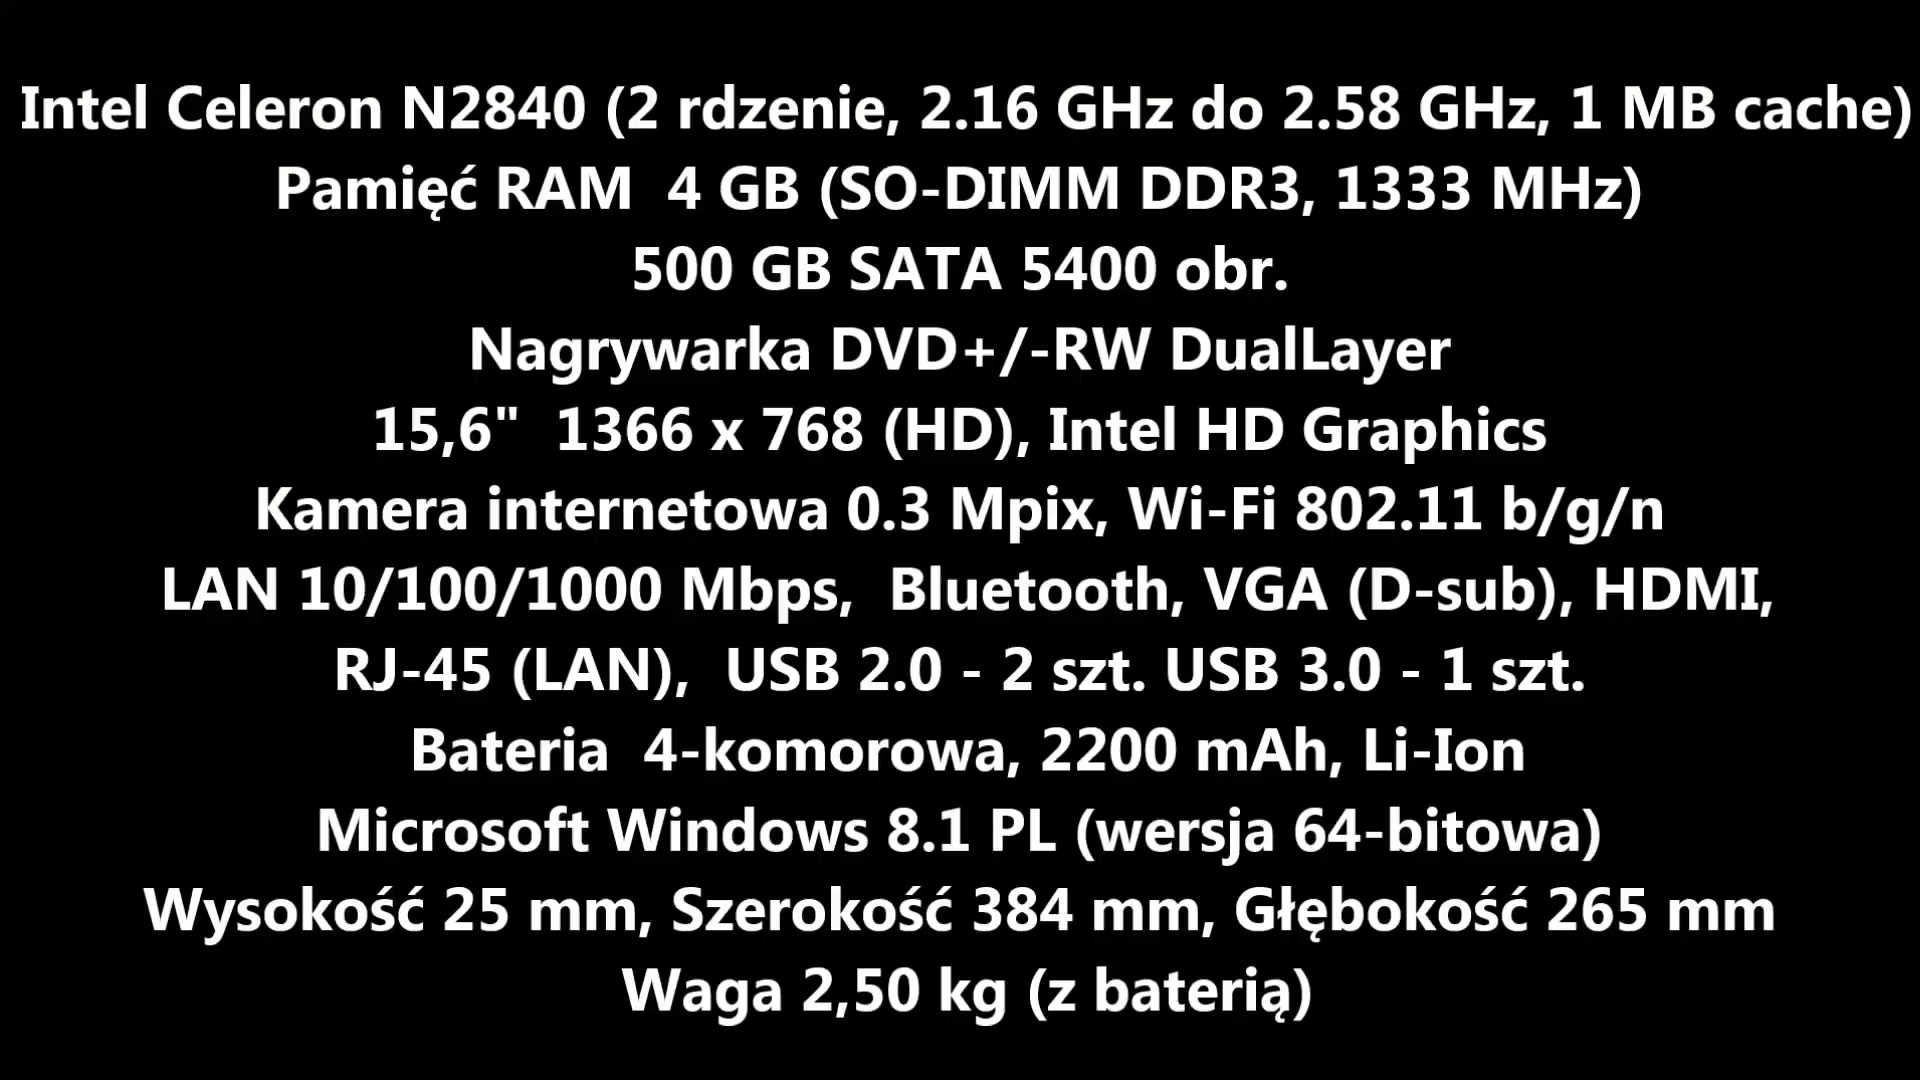 Intel Celeron N2840 (2 rdzenie, 2.16 GHz do 2.58 GHz, 1 MB cache)
Pamięć RAM  4 GB (SO-DIMM DDR3, 1333 MHz)
500 GB SATA 5400 obr.
Nagrywarka DVD+/-RW DualLayer
15,6"  1366 x 768 (HD), Intel HD Graphics
Kamera internetowa 0.3 Mpix, Wi-Fi 802.11 b/g/n
LAN 10/100/1000 Mbps,  Bluetooth, VGA (D-sub), HDMI,
RJ-45 (LAN),  USB 2.0 - 2 szt. USB 3.0 - 1 szt.
Bateria  4-komorowa, 2200 mAh, Li-Ion
Microsoft Windows 8.1 PL (wersja 64-bitowa)
Wysokość 25 mm, Szerokość 384 mm, Głębokość 265 mm
Waga 2,50 kg (z baterią)